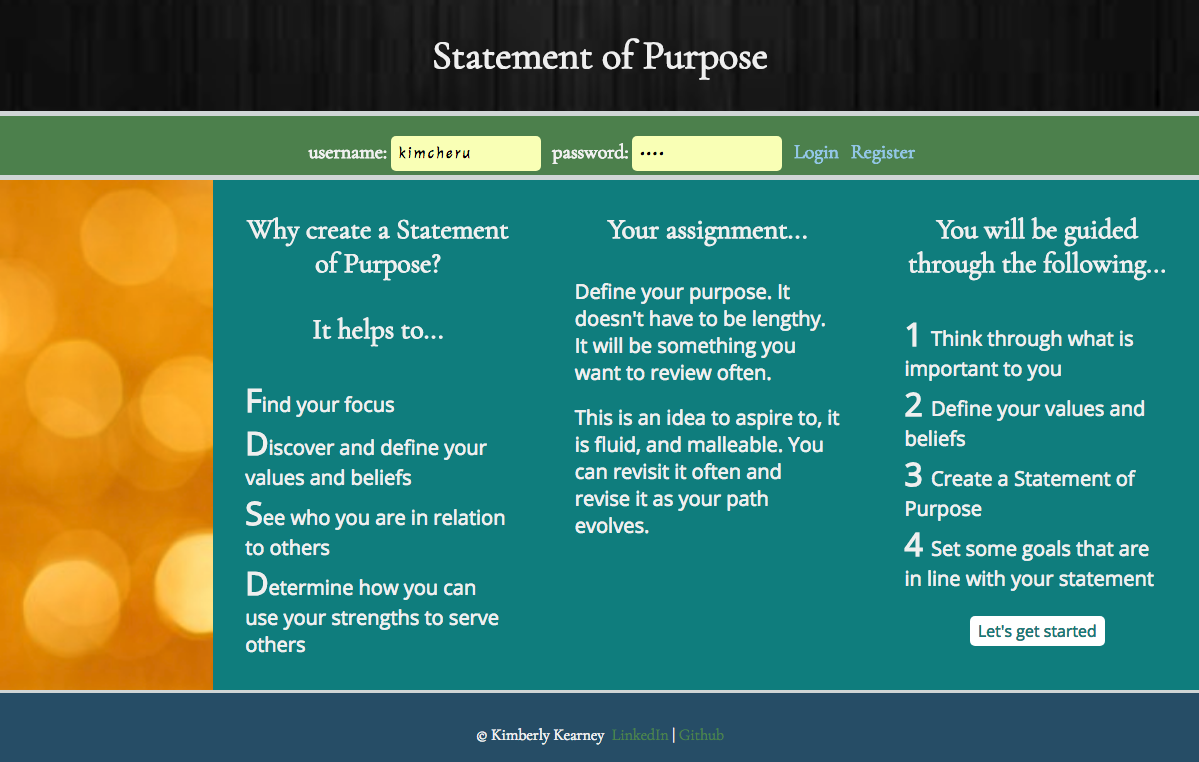 Statement of Purpose
username: kimcheru password: •••• Login Register
Why create a Statement
of Purpose?
It helps to...
Find your focus
Discover and define your
values and beliefs
See who you are in relation
to others
Determine how you can
use your strengths to serve
others
Your assignment...
Define your purpose. It
doesn't have to be lengthy.
It will be something you
want to review often.
This is an idea to aspire to, it
is fluid, and malleable. You
can revisit it often and
revise it as your path
evolves.
You will be guided
through the following...
1 Think through what is
important to you
2 Define your values and
beliefs
3 Create a Statement of
Purpose
4 Set some goals that are
in line with your statement
Let's get started
© Kimberly Kearney LinkedIn | Github